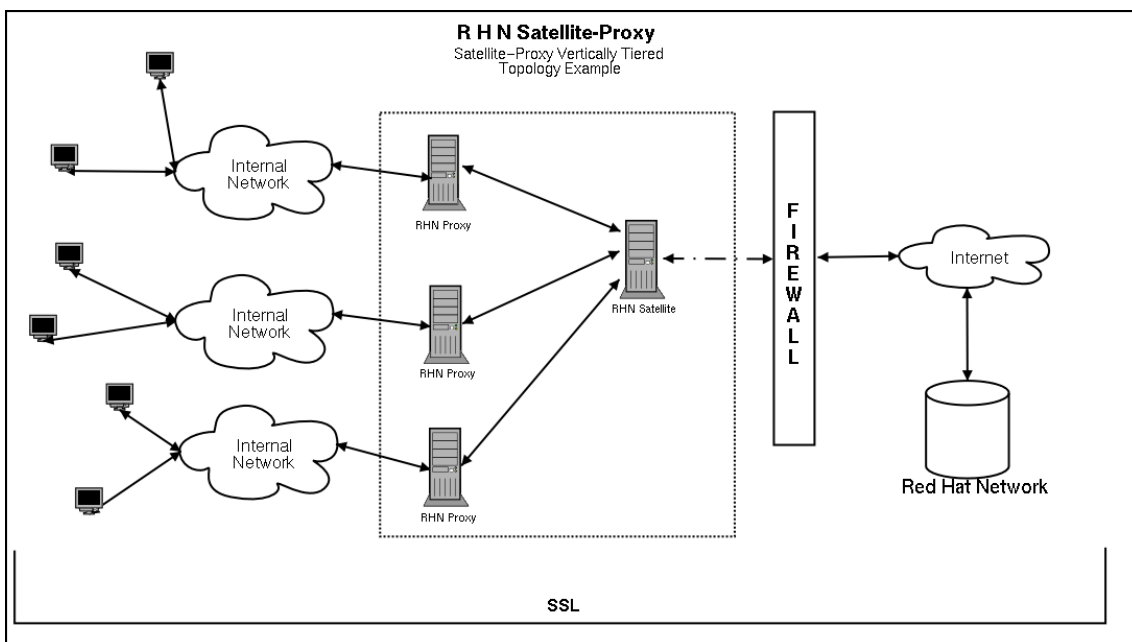 R H N Satellite-Proxy
Satellite-Proxy Vertically Tiered
Topology Example
Internal
Network
RHN Proxy
Internal
Network
RHN Proxy
Internal
Network
RHN Proxy
RHN Satellite
FIREWALL
Internet
Red Hat Network
SSL